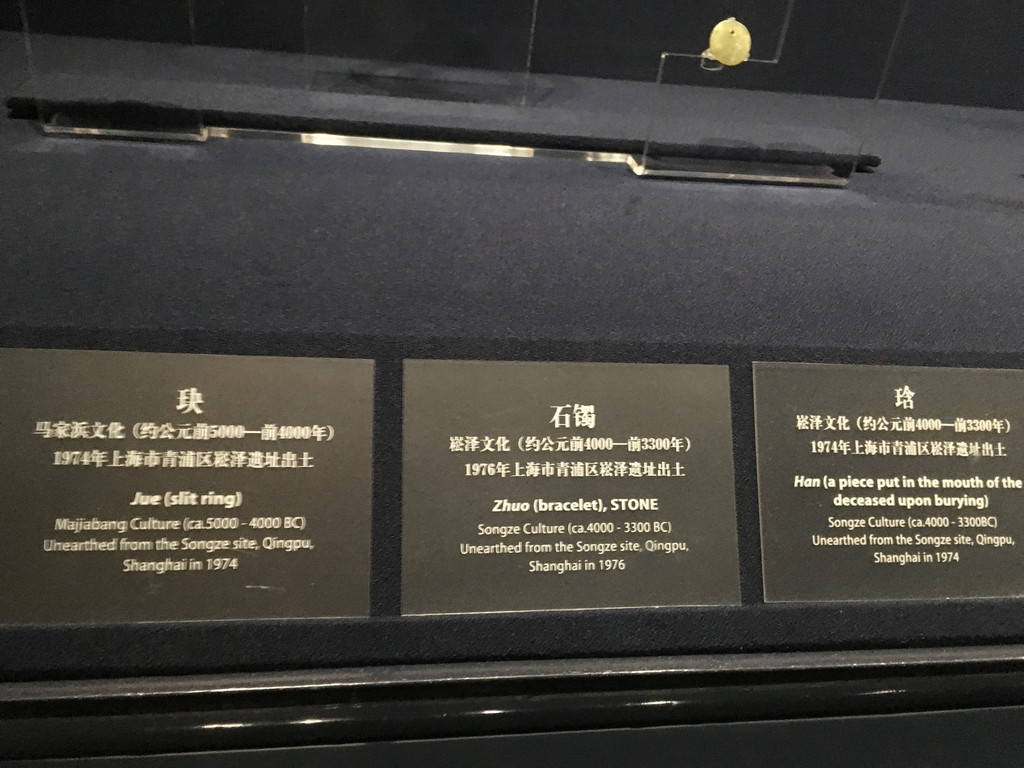 玦
马家浜文化（约公元前5000—前4000年）
1974年上海市青浦区崧泽遗址出土
Jue (slit ring)
Majiabang Culture (ca.5000 - 4000 BC)
Unearthed from the Songze site, Qingpu,
Shanghai in 1974
石镯
崧泽文化（约公元前4000—前3300年）
1976年上海市青浦区崧泽遗址出土
Zhuo (bracelet), STONE
Songze Culture (ca.4000 - 3300 BC)
Unearthed from the Songze site, Qingpu,
Shanghai in 1976
琀
崧泽文化（约公元前4000—前3300年）
1974年上海市青浦区崧泽遗址出土
Han (a piece put in the mouth of the
deceased upon burying)
Songze Culture (ca.4000 - 3300BC)
Unearthed from the Songze site, Qingpu,
Shanghai in 1974